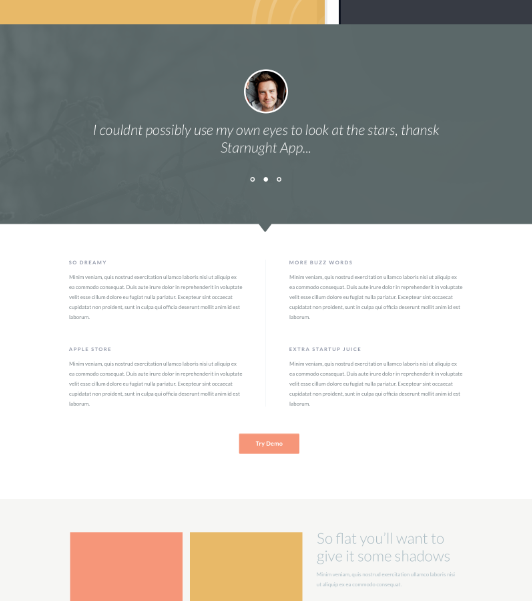 I couldnt possibly use my own eyes to look at the stars, thansk
Starnught App...
SO DREAMY
Minim veniam, quis nostrud exercitation ullamco laboris nisi ut aliquip ex
ea commodo consequat. Duis aute irure dolor in reprehenderit in voluptate
velit esse cillum dolore eu fugiat nulla pariatur. Excepteur sint occaecat
cupidatat non proident, sunt in culpa qui officia deserunt mollit anim id est
laborum.
MORE BUZZ WORDS
Minim veniam, quis nostrud exercitation ullamco laboris nisi ut aliquip ex
ea commodo consequat. Duis aute irure dolor in reprehenderit in voluptate
velit esse cillum dolore eu fugiat nulla pariatur. Excepteur sint occaecat
cupidatat non proident, sunt in culpa qui officia deserunt mollit anim id est
laborum.
APPLE STORE
Minim veniam, quis nostrud exercitation ullamco laboris nisi ut aliquip ex
ea commodo consequat. Duis aute irure dolor in reprehenderit in voluptate
velit esse cillum dolore eu fugiat nulla pariatur. Excepteur sint occaecat
cupidatat non proident, sunt in culpa qui officia deserunt mollit anim id est
laborum.
EXTRA STARTUP JUICE
Minim veniam, quis nostrud exercitation ullamco laboris nisi ut aliquip ex
ea commodo consequat. Duis aute irure dolor in reprehenderit in voluptate
velit esse cillum dolore eu fugiat nulla pariatur. Excepteur sint occaecat
cupidatat non proident, sunt in culpa qui officia deserunt mollit anim id est
laborum.
Try Demo
So flat you'll want to
give it some shadows
Minim veniam, quis nostrud exercitation ullamco laboris nisi
ut aliquip ex ea commodo consequat.